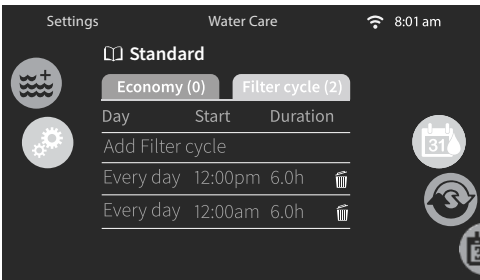 Settings Water Care 8:01 am
Standard
Economy (0) Filter cycle (2)
Day Start Duration
Add Filter cycle
Every day 12:00pm 6.0h
Every day 12:00am 6.0h
31